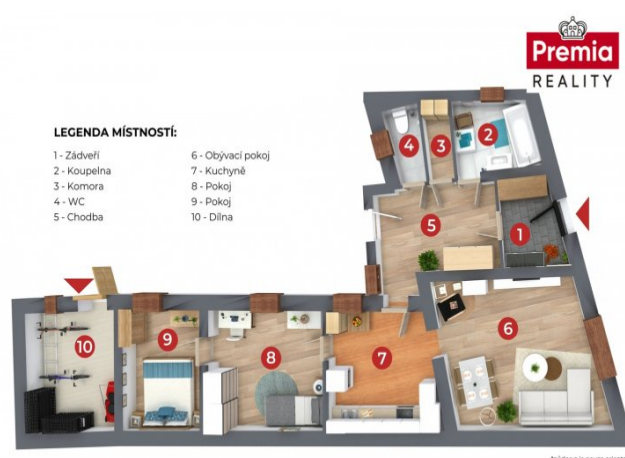 Premia
REALITY
LEGENDA MÍSTNOSTÍ:
1 - Zádveří
2 - Koupelna
3 - Komora
4 - WC
5 - Chodba
6 - Obývací pokoj
7 - Kuchyně
8 - Pokoj
9 - Pokoj
10 - Dílna
4
3
2
5
1
10
9
8
7
6